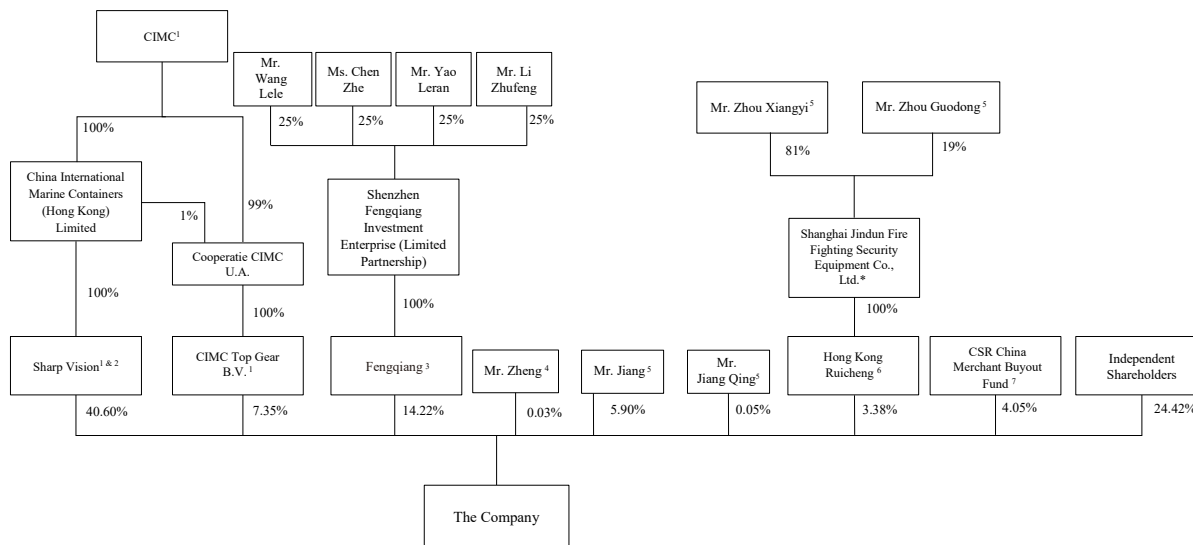 CIMC1
Mr.
Wang
Lele
Ms. Chen
Zhe
Mr. Yao
Leran
Mr. Li
Zhufeng
Mr. Zhou Xiangyi 5
Mr. Zhou Guodong 5
25%
25%
25%
25%
100%
81%
19%
China International
Marine Containers
(Hong Kong)
Limited
1%
99%
Shenzhen
Fengqiang
Investment
Enterprise (Limited
Partnership)
Shanghai Jindun Fire
Fighting Security
Equipment Co.,
Ltd.*
Cooperatie CIMC
U.A.
100%
100%
100%
100%
Sharp Vision1 & 2
CIMC Top Gear
B.V. 1
Fengqiang 3
Mr. Zheng 4
Mr. Jiang 5
Mr.
Jiang Qing5
Hong Kong
Ruicheng 6
CSR China
Merchant Buyout
Fund 7
Independent
Shareholders
40.60%
7.35%
14.22%
0.03%
5.90%
0.05%
3.38%
4.05%
24.42%
The Company